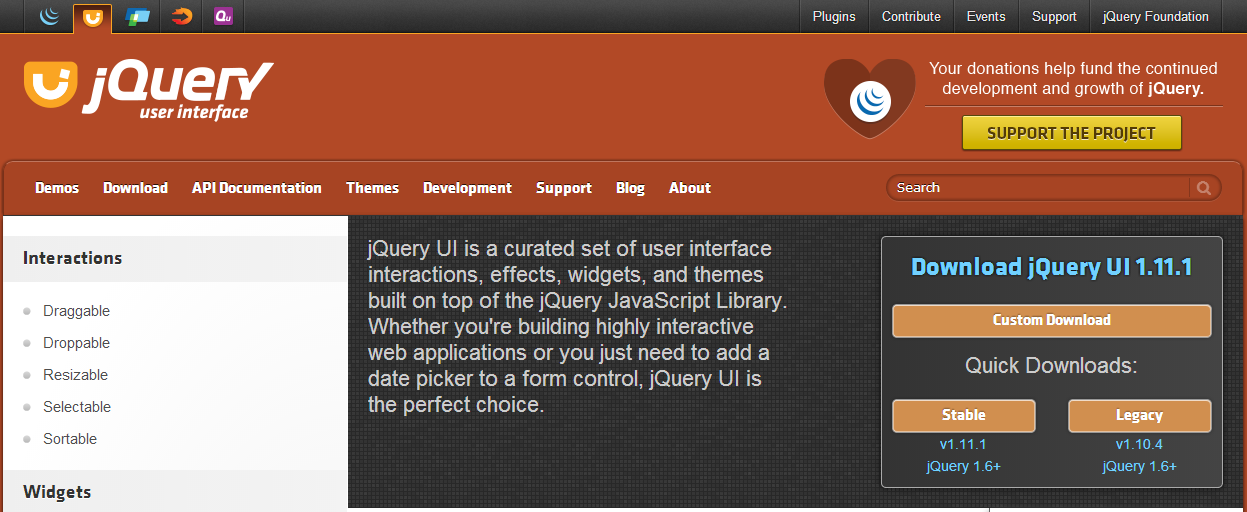 Qu
Plugins
Contribute
Events
Support
jQuery Foundation
jQuery
user interface
Your donations help fund the continued
development and growth of jQuery.
SUPPORT THE PROJECT
Demos
Download
API Documentation
Themes
Development
Support
Blog
About
Search
Interactions
Draggable
Droppable
Resizable
Selectable
Sortable
Widgets
jQuery UI is a curated set of user interface
interactions, effects, widgets, and themes
built on top of the jQuery JavaScript Library.
Whether you're building highly interactive
web applications or you just need to add a
date picker to a form control, jQuery UI is
the perfect choice.
Download jQuery UI 1.11.1
Custom Download
Quick Downloads:
Stable
v1.11.1
jQuery 1.6+
Legacy
v1.10.4
jQuery 1.6+